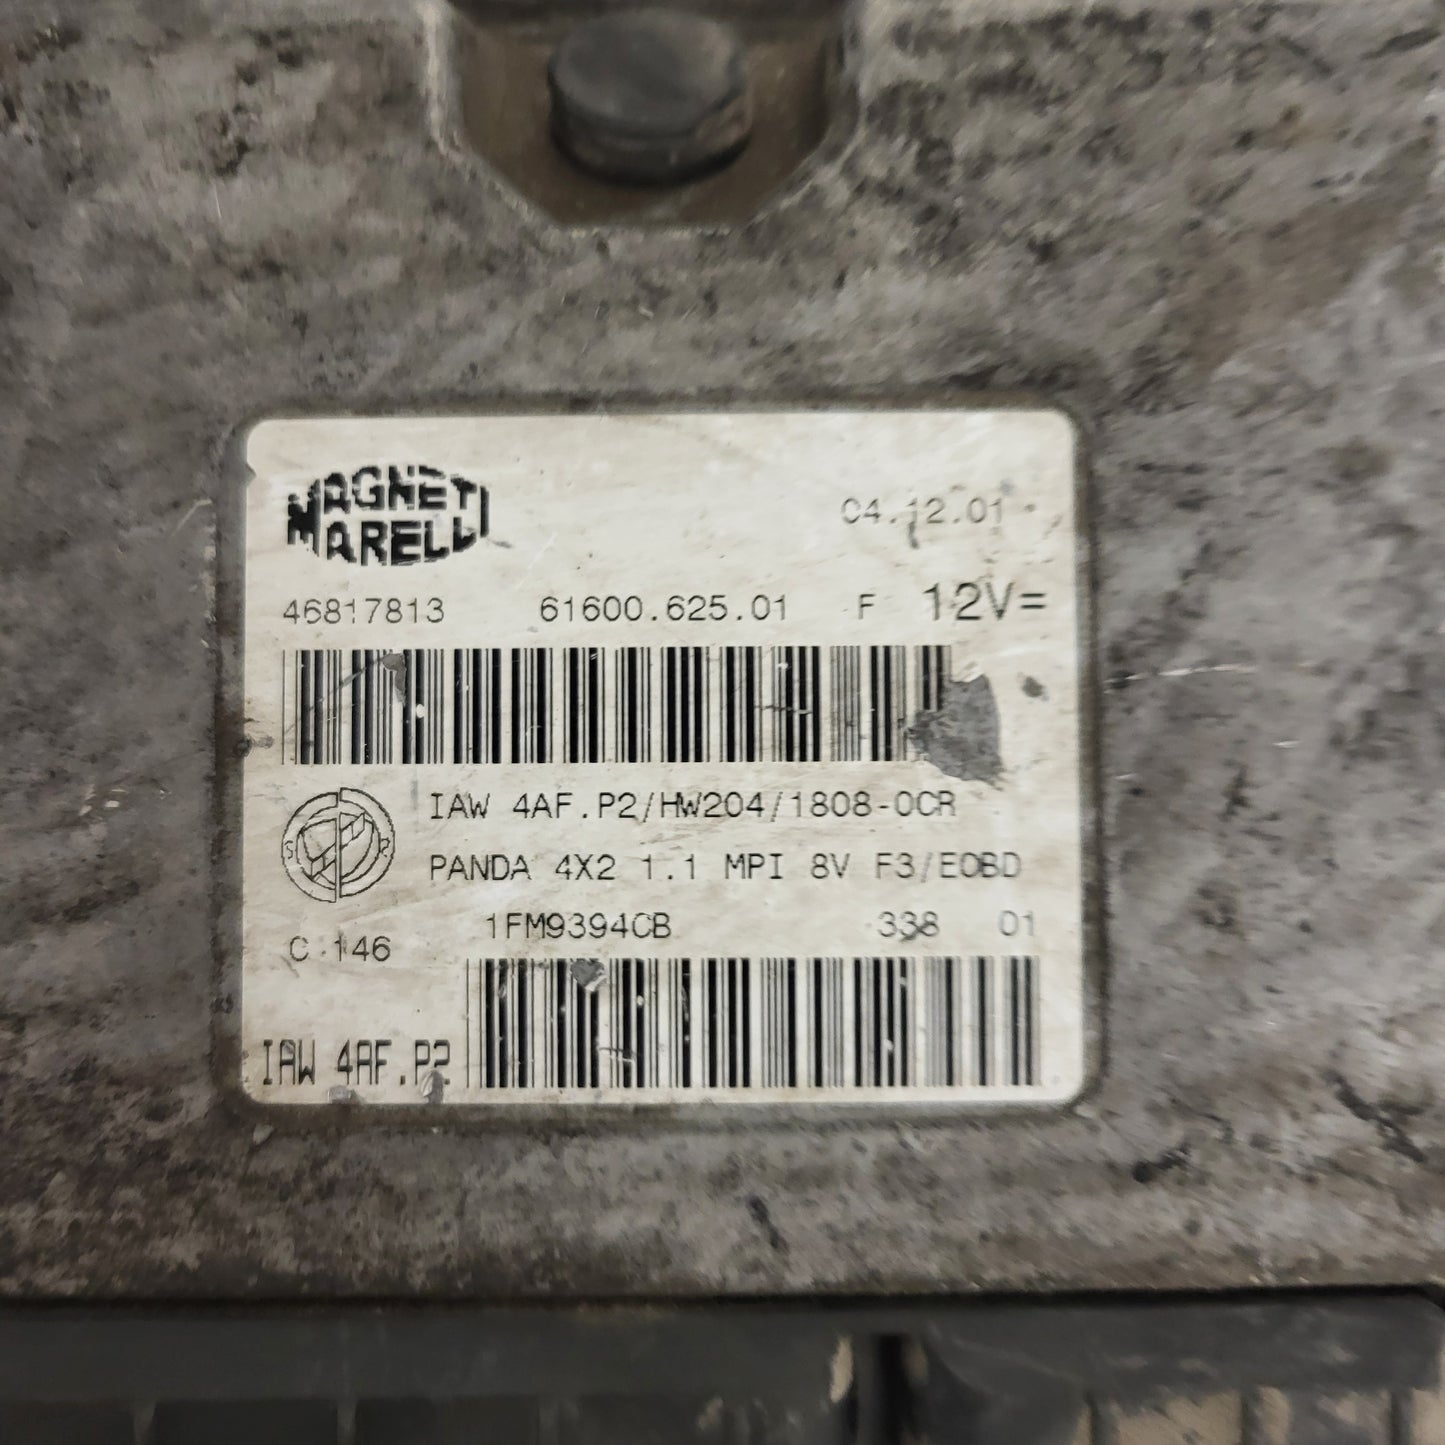 MAGNETI
MARELLI
04.12.01
46817813 61600.625.01 F 12V=
IAW 4AF.P2/HW204/1808-0CR
S R
PANDA 4X2 1.1 MPI 8V F3/EOBD
1FM9394CB 338 01
C 146
IAW 4AF.P2